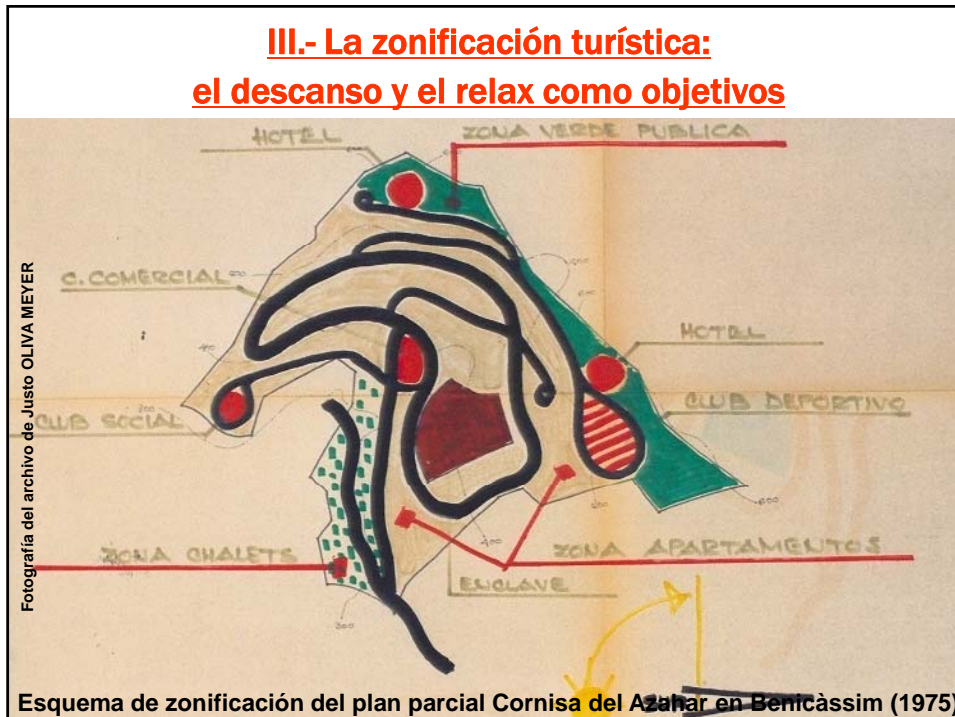 III.- La zonificación turística:
el descanso y el relax como objetivos
HOTEL
ZONA VERDE PUBLICA
C. COMERCIAL
HOTEL
CLUB DEPORTIVO
CLUB SOCIAL
ZONA CHALETS
ZONA APARTAMENTOS
ENCLAVE
400
300
Fotografía del archivo de Justo OLIVA MEYER
Esquema de zonificación del plan parcial Cornisa del Azahar en Benicàssim (1975)